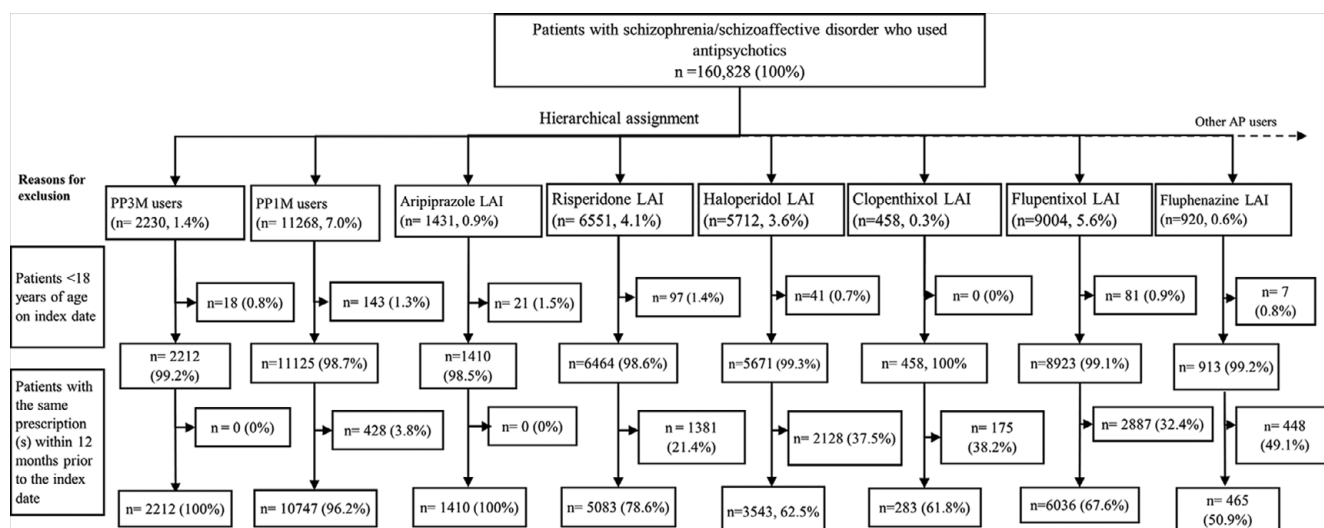 Patients with schizophrenia/schizoaffective disorder who used
antipsychotics
n =160,828 (100%)
Hierarchical assignment
Other AP users
Reasons for
exclusion
PP3M users
(n= 2230, 1.4%)
PP1M users
(n= 11268, 7.0%)
Aripiprazole LAI
(n= 1431, 0.9%)
Risperidone LAI
(n= 6551, 4.1%)
Haloperidol LAI
(n=5712, 3.6%)
Clopenthixol LAI
(n=458, 0.3%)
Flupentixol LAI
(n=9004, 5.6%)
Fluphenazine LAI
(n=920, 0.6%)
Patients <18
years of age
on index date
n=18 (0.8%)
n= 143 (1.3%)
n= 21 (1.5%)
n= 97 (1.4%)
n=41 (0.7%)
n= 0 (0%)
n= 81 (0.9%)
n= 7
(0.8%)
n= 2212
(99.2%)
n=11125 (98.7%)
n=1410
(98.5%)
n=6464 (98.6%)
n=5671 (99.3%)
n= 458, 100%
n=8923 (99.1%)
n= 913 (99.2%)
Patients with
the same
prescription
(s) within 12
months prior
to the index
date
n= 0 (0%)
n= 428 (3.8%)
n= 0 (0%)
n= 1381
(21.4%)
n= 2128 (37.5%)
n= 175
(38.2%)
n= 2887 (32.4%)
n= 448
(49.1%)
n= 2212 (100%)
n= 10747 (96.2%)
n= 1410 (100%)
n= 5083 (78.6%)
n=3543, 62.5%
n= 283 (61.8%)
n=6036 (67.6%)
n= 465
(50.9%)